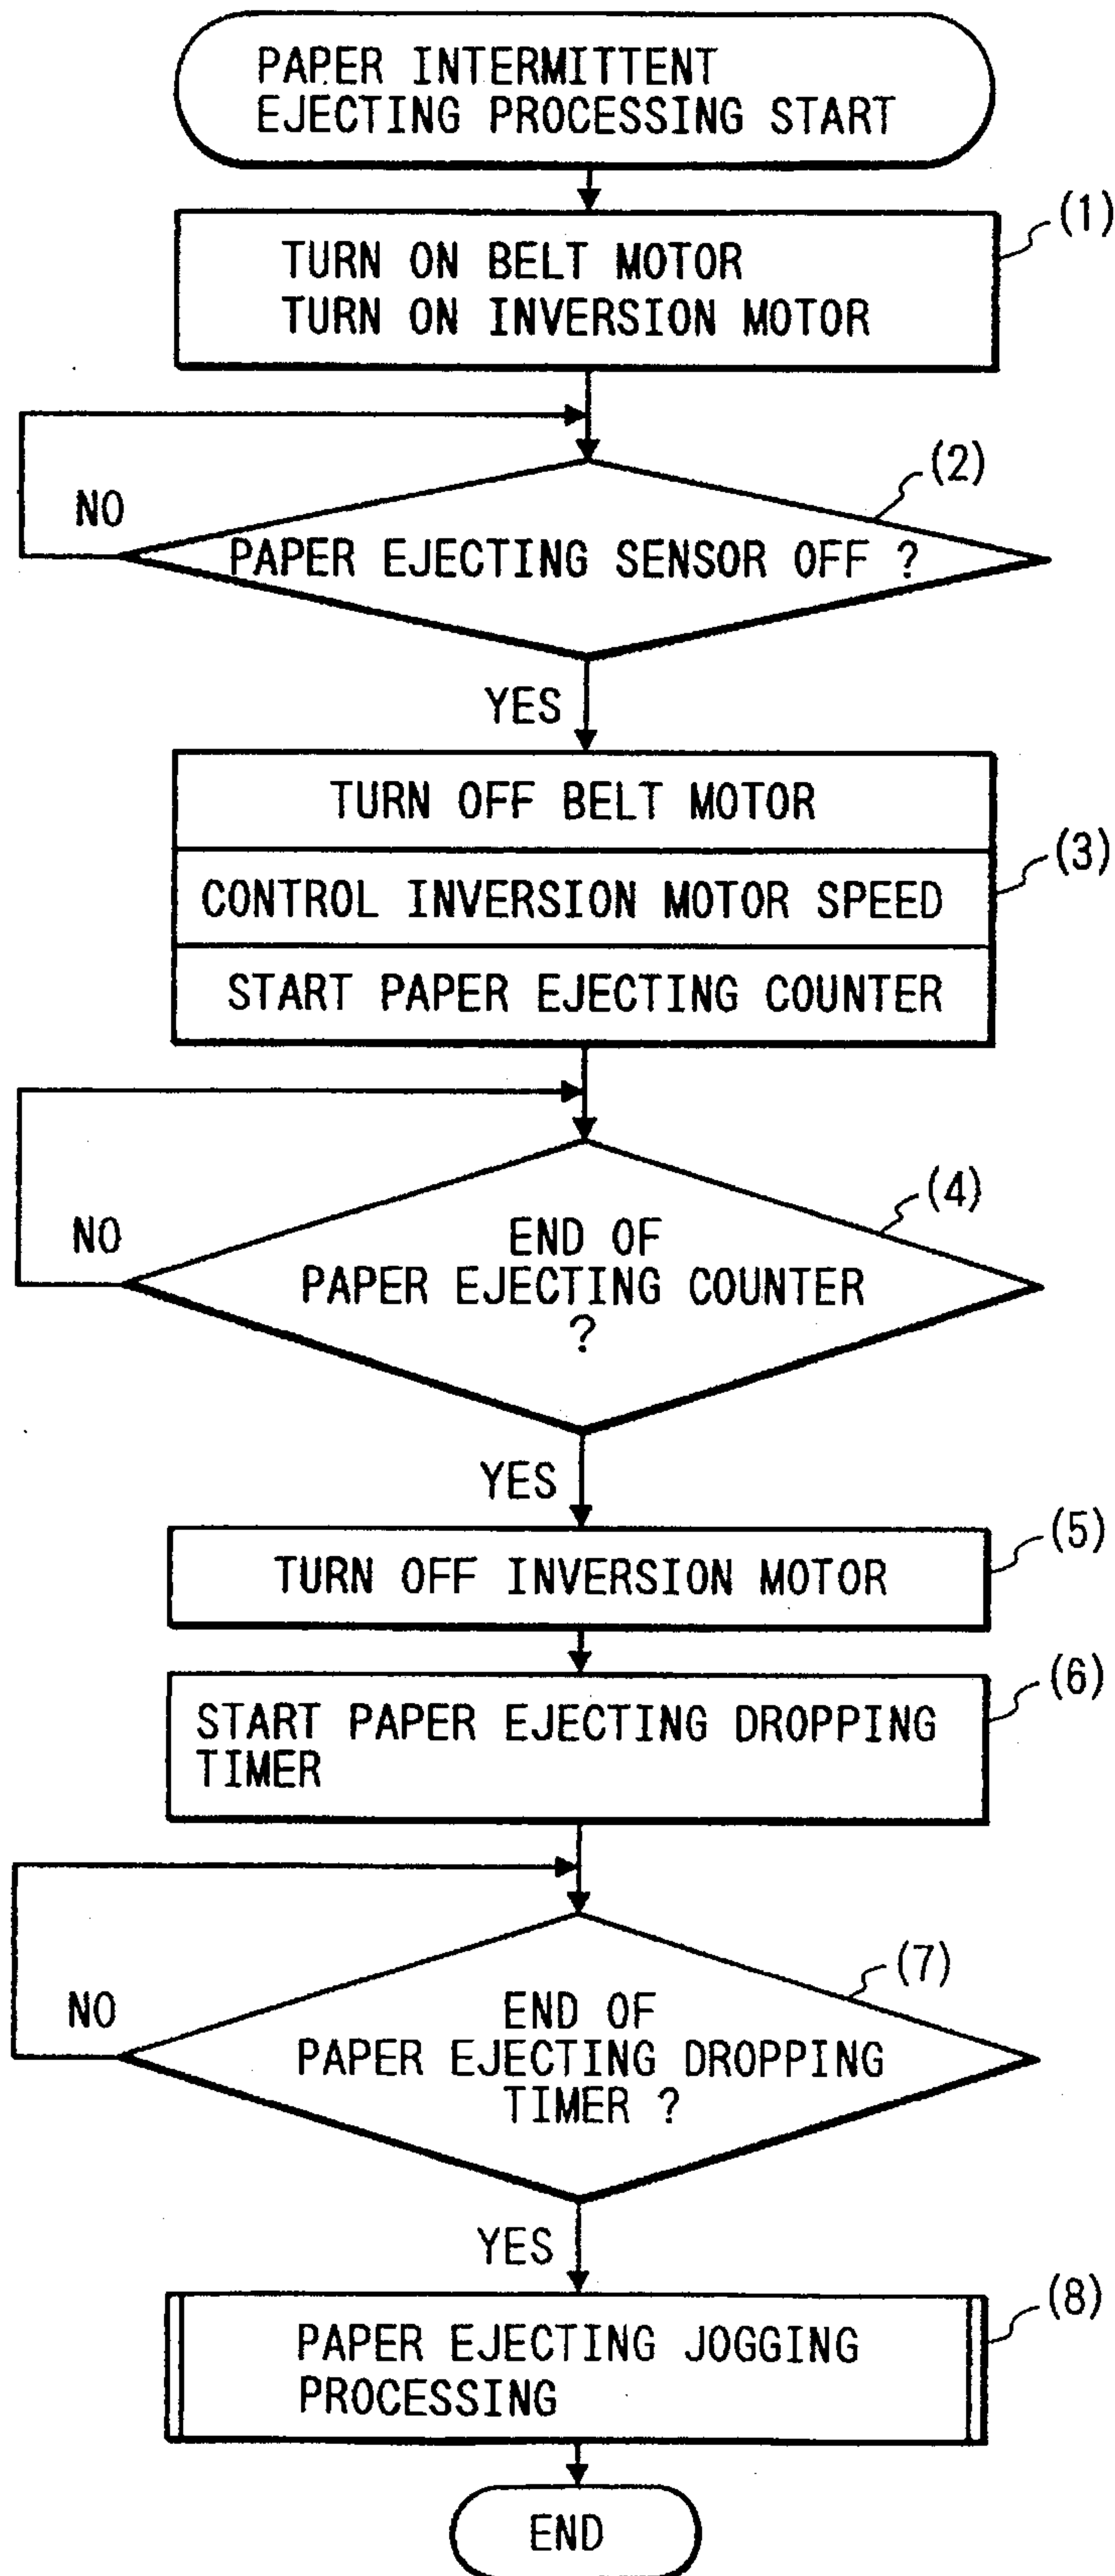 PAPER INTERMITTENT
EJECTING PROCESSING START
(1)
TURN ON BELT MOTOR
TURN ON INVERSION MOTOR
(2)
NO
PAPER EJECTING SENSOR OFF ?
YES
TURN OFF BELT MOTOR
(3)
CONTROL INVERSION MOTOR SPEED
START PAPER EJECTING COUNTER
(4)
NO
END OF
PAPER EJECTING COUNTER
?
YES
(5)
TURN OFF INVERSION MOTOR
(6)
START PAPER EJECTING DROPPING
TIMER
(7)
NO
END OF
PAPER EJECTING DROPPING
TIMER ?
YES
(8)
PAPER EJECTING JOGGING
PROCESSING
END